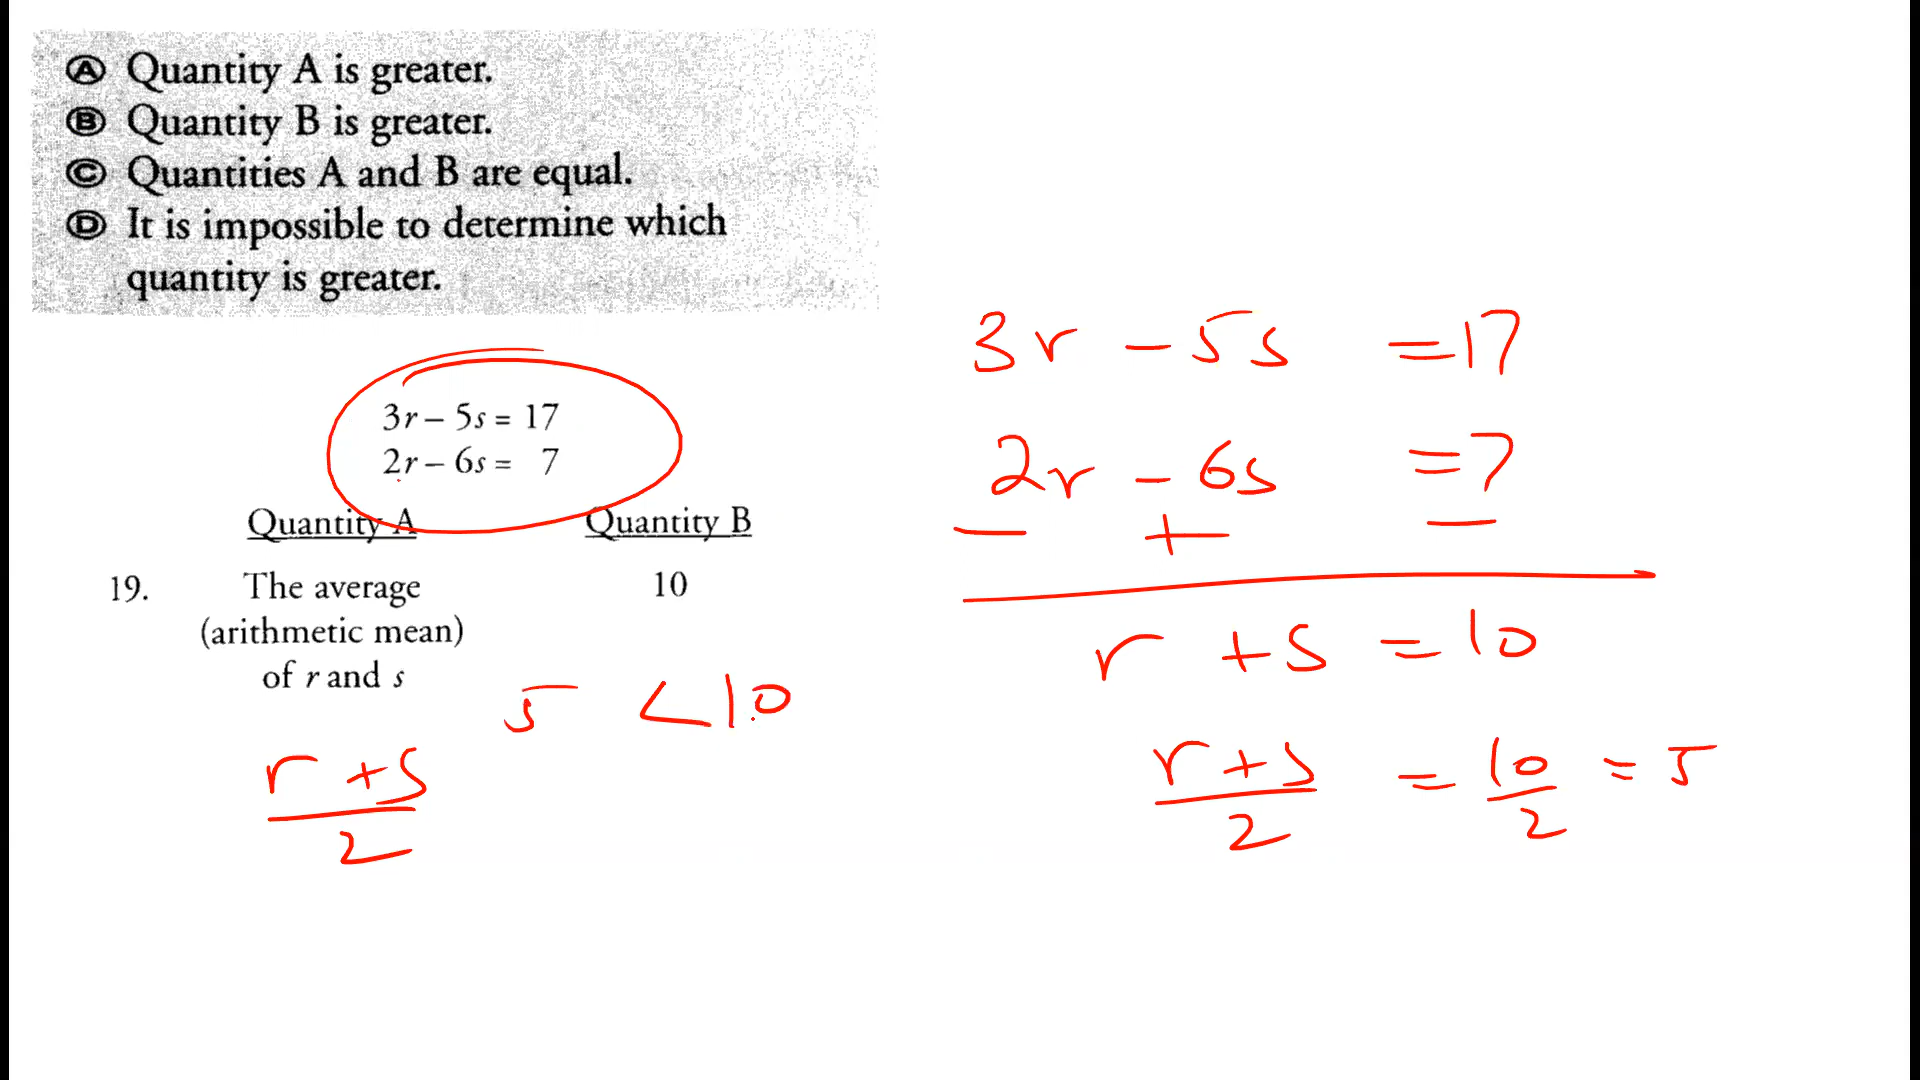 Ⓐ Quantity A is greater.
Ⓑ Quantity B is greater.
Ⓒ Quantities A and B are equal.
Ⓓ It is impossible to determine which
quantity is greater.
3r – 5s = 17
2r – 6s = 7
Quantity A Quantity B
19. The average 10
(arithmetic mean)
of r and s
5 < 10
r + s
2
3r - 5s = 17
2r - 6s = 7
- + -
r + s = 10
r+s = 10 = 5
2 2